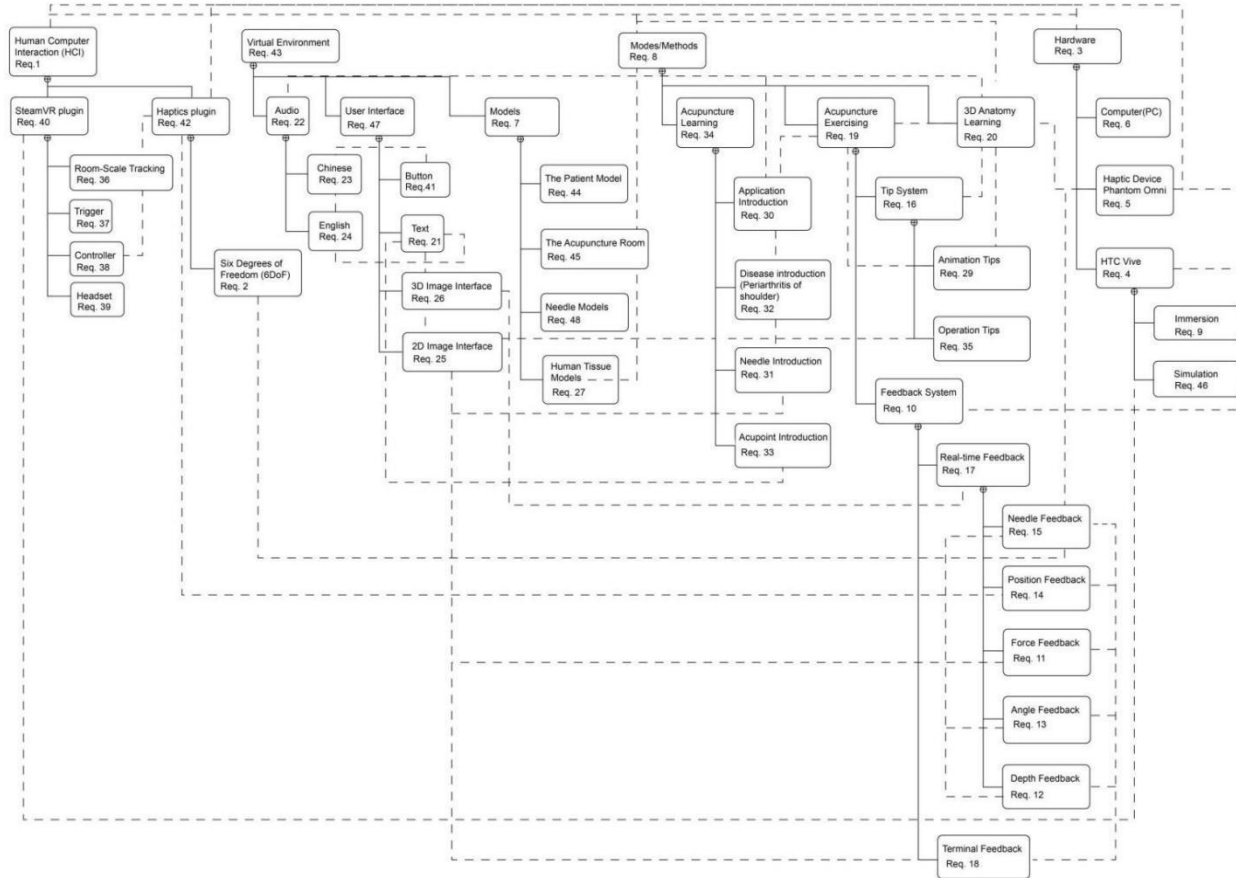 Human Computer
Interaction (HCI)
Req.1
SteamVR plugin
Req. 40
Haptics plugin
Req. 42
Room-Scale Tracking
Req. 36
Trigger
Req. 37
Controller
Req. 38
Headset
Req. 39
Six Degrees of
Freedom (6DoF)
Req. 2
Virtual Environment
Req. 43
Audio
Req. 22
User Interface
Req. 47
Models
Req. 7
Chinese
Req. 23
English
Req. 24
Button
Req.41
Text
Req. 21
3D Image Interface
Req. 26
2D Image Interface
Req. 25
The Patient Model
Req. 44
The Acupuncture Room
Req. 45
Needle Models
Req. 48
Human Tissue
Models
Req. 27
Modes/Methods
Req. 8
Acupuncture
Learning
Req. 34
Acupuncture
Exercising
Req. 19
3D Anatomy
Learning
Req. 20
Application
Introduction
Req. 30
Disease introduction
(Periarthritis of
shoulder)
Req. 32
Needle Introduction
Req. 31
Acupoint Introduction
Req. 33
Tip System
Req. 16
Animation Tips
Req. 29
Operation Tips
Req. 35
Feedback System
Req. 10
Real-time Feedback
Req. 17
Needle Feedback
Req. 15
Position Feedback
Req. 14
Force Feedback
Req. 11
Angle Feedback
Req. 13
Depth Feedback
Req. 12
Terminal Feedback
Req. 18
Hardware
Req. 3
Computer(PC)
Req. 6
Haptic Device
Phantom Omni
Req. 5
HTC Vive
Req. 4
Immersion
Req. 9
Simulation
Req. 46